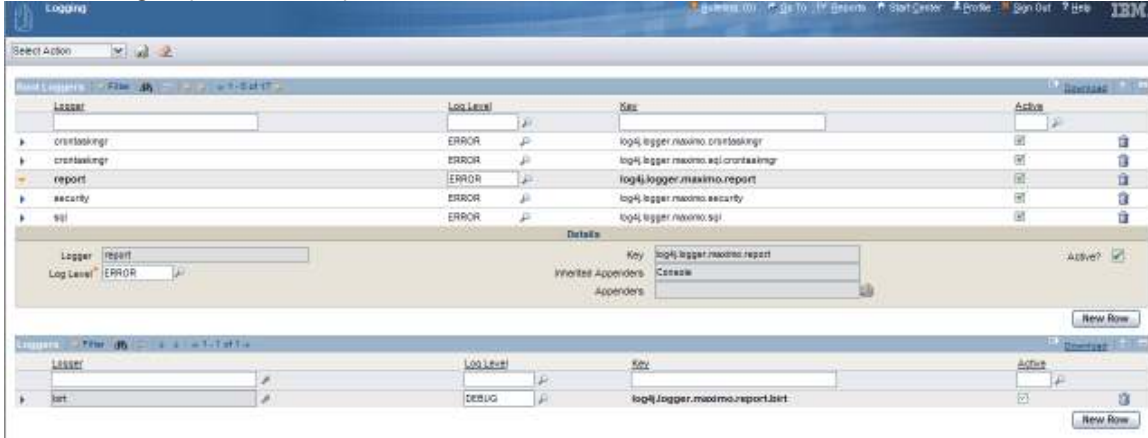 Logging
Bulletins: (0) Go To Reports Start Center Profile Sign Out Help IBM
Select Action
Root Loggers Filter Download
Logger Log Level Key Active
crontaskmgr ERROR log4j.logger.maximo.crontaskmgr
crontaskmgr ERROR log4j.logger.maximo.sql.crontaskmgr
report ERROR log4j.logger.maximo.report
security ERROR log4j.logger.maximo.security
sql ERROR log4j.logger.maximo.sql
Details
Logger report Key log4j.logger.maximo.report Active?
Log Level* ERROR Inherited Appenders Console
Appenders
New Row
Loggers Filter 1 - 1 of 1 Download
Logger Log Level Key Active
birt DEBUG log4j.logger.maximo.report.birt
New Row